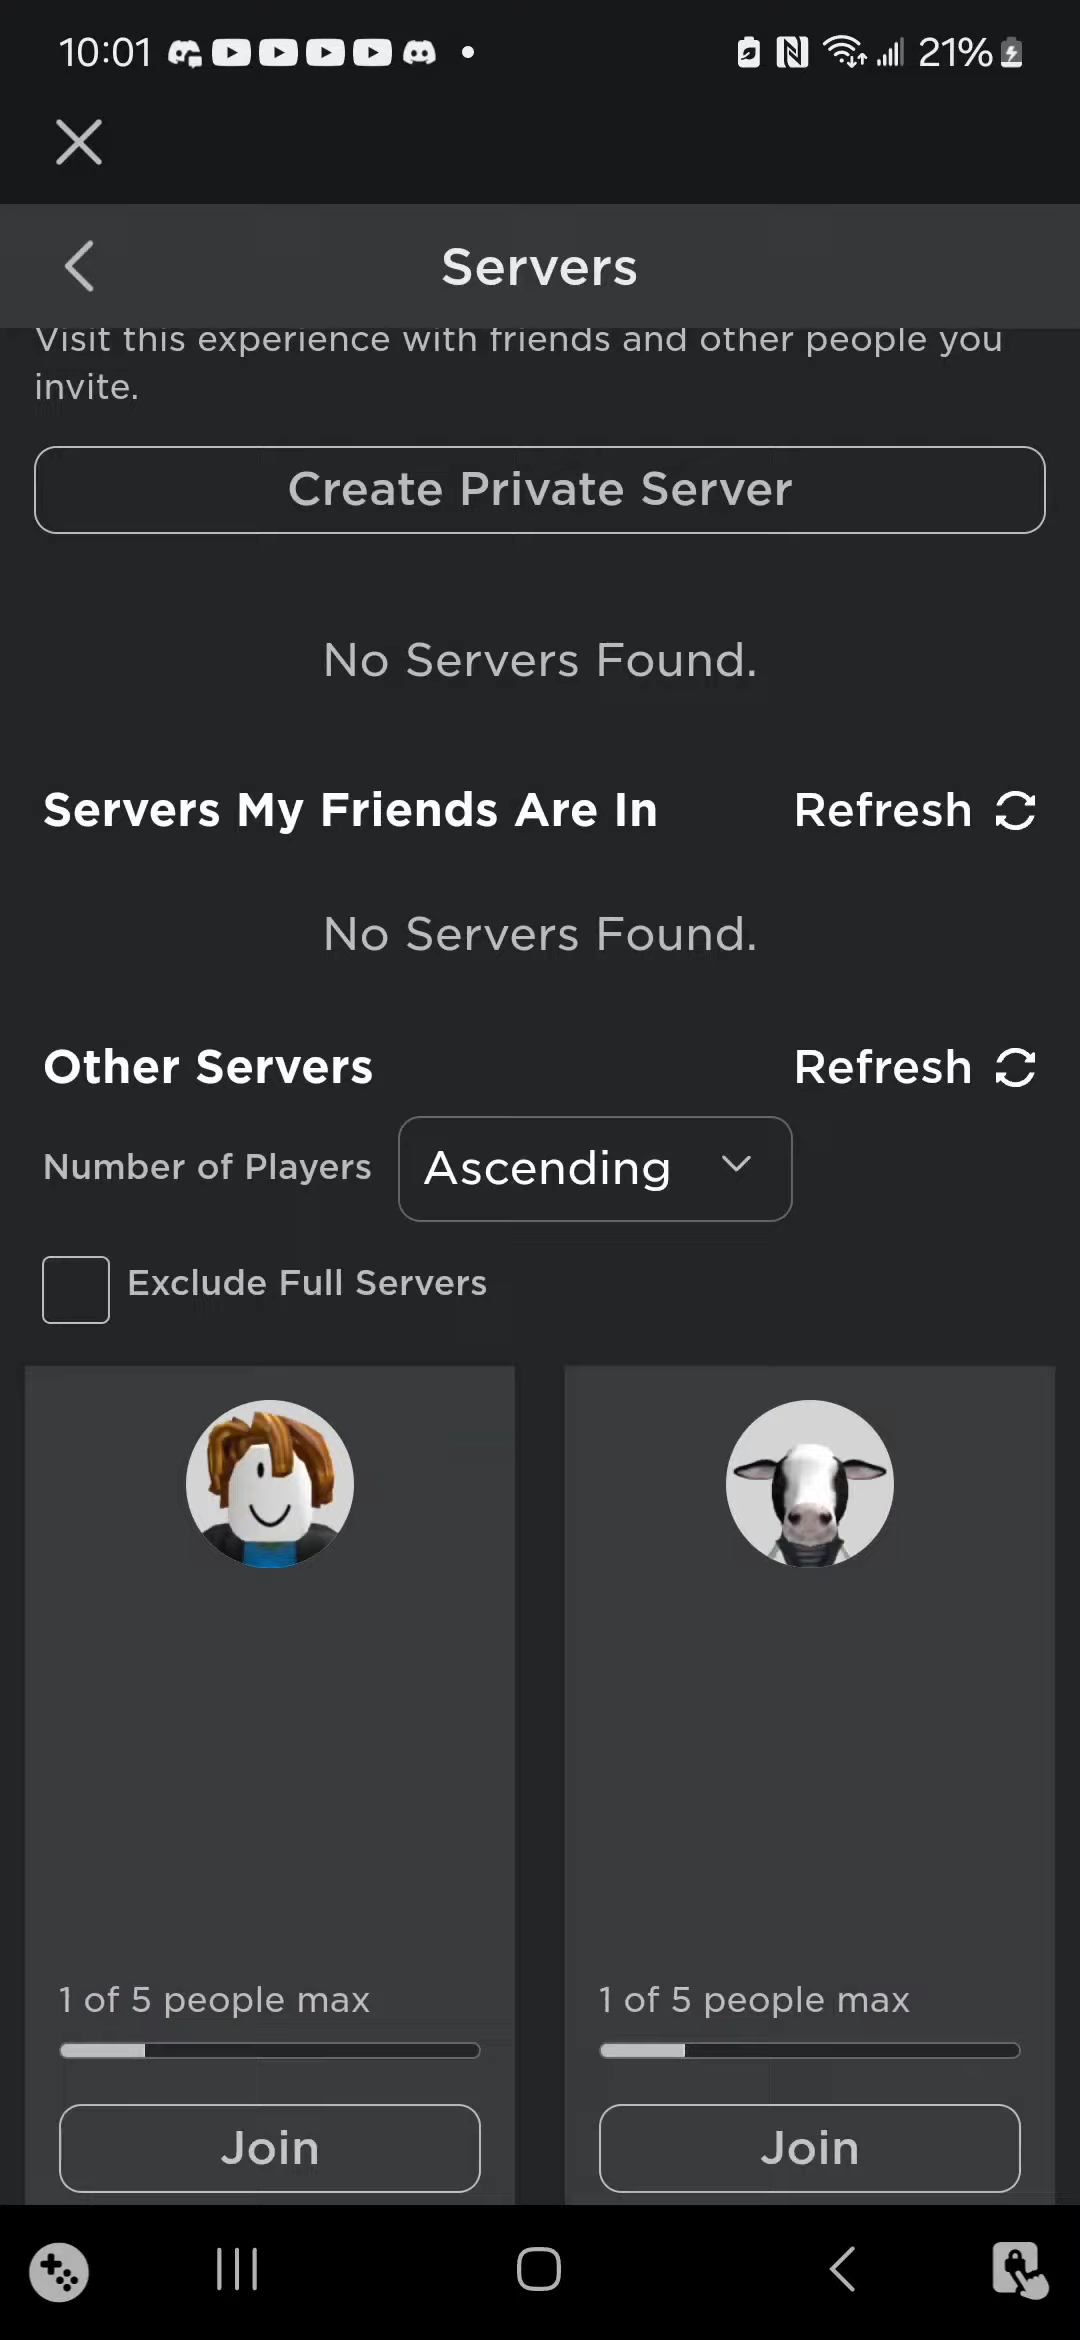 10:01
21%
Servers
Visit this experience with friends and other people you
invite.
Create Private Server
No Servers Found.
Servers My Friends Are In
Refresh
No Servers Found.
Other Servers
Refresh
Number of Players
Ascending
Exclude Full Servers
1 of 5 people max
1 of 5 people max
Join
Join